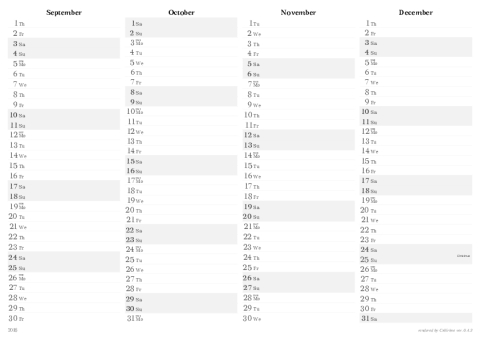 September
1 Th
2 Fr
3 Sa
4 Su
5 Mo
6 Tu
7 We
8 Th
9 Fr
10 Sa
11 Su
12 Mo
13 Tu
14 We
15 Th
16 Fr
17 Sa
18 Su
19 Mo
20 Tu
21 We
22 Th
23 Fr
24 Sa
25 Su
26 Mo
27 Tu
28 We
29 Th
30 Fr
October
1 Sa
2 Su
3 Mo
4 Tu
5 We
6 Th
7 Fr
8 Sa
9 Su
10 Mo
11 Tu
12 We
13 Th
14 Fr
15 Sa
16 Su
17 Mo
18 Tu
19 We
20 Th
21 Fr
22 Sa
23 Su
24 Mo
25 Tu
26 We
27 Th
28 Fr
29 Sa
30 Su
31 Mo
November
1 Tu
2 We
3 Th
4 Fr
5 Sa
6 Su
7 Mo
8 Tu
9 We
10 Th
11 Fr
12 Sa
13 Su
14 Mo
15 Tu
16 We
17 Th
18 Fr
19 Sa
20 Su
21 Mo
22 Tu
23 We
24 Th
25 Fr
26 Sa
27 Su
28 Mo
29 Tu
30 We
December
1 Th
2 Fr
3 Sa
4 Su
5 Mo
6 Tu
7 We
8 Th
9 Fr
10 Sa
11 Su
12 Mo
13 Tu
14 We
15 Th
16 Fr
17 Sa
18 Su
19 Mo
20 Tu
21 We
22 Th
23 Fr
24 Sa
25 Su
26 Mo
27 Tu
28 We
29 Th
30 Fr
31 Sa